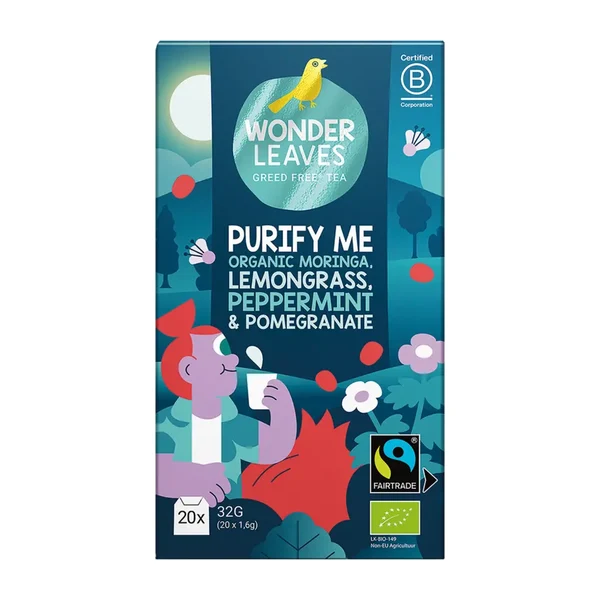 Certified
B
Corporation
WONDER
LEAVES
GREED FREE® TEA
PURIFY ME
ORGANIC MORINGA,
LEMONGRASS,
PEPPERMINT
& POMEGRANATE
FAIRTRADE
®
20x
32G
(20 x 1,6g)
LK-BIO-149
Non-EU Agricultuur